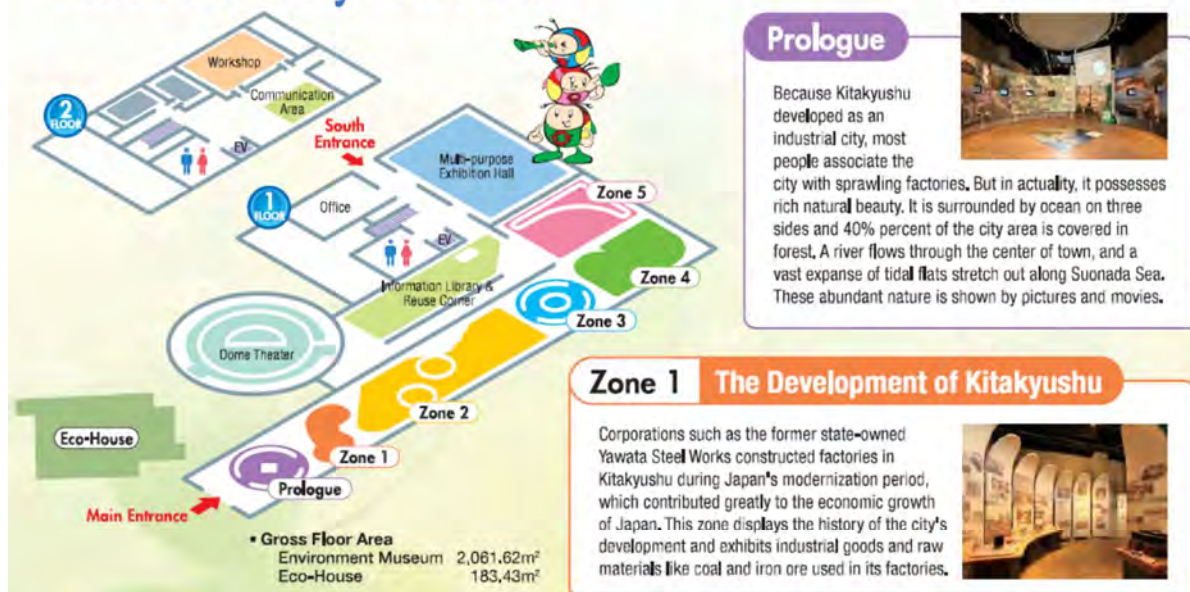 Workshop
Communication
Area
2
FLOOR
EV
South
Entrance
Multi-purpose
Exhibition Hall
Zone 5
1
FLOOR
Office
EV
Zone 4
Information Library &
Reuse Corner
Zone 3
Dome Theater
Zone 2
Eco-House
Zone 1
Prologue
Main Entrance
• Gross Floor Area
Environment Museum 2,061.62m²
Eco-House 183.43m²
Prologue
Because Kitakyushu
developed as an
industrial city, most
people associate the
city with sprawling factories. But in actuality, it possesses
rich natural beauty. It is surrounded by ocean on three
sides and 40% percent of the city area is covered in
forest. A river flows through the center of town, and a
vast expanse of tidal flats stretch out along Suonada Sea.
These abundant nature is shown by pictures and movies.
Zone 1 The Development of Kitakyushu
Corporations such as the former state-owned
Yawata Steel Works constructed factories in
Kitakyushu during Japan's modernization period,
which contributed greatly to the economic growth
of Japan. This zone displays the history of the city's
development and exhibits industrial goods and raw
materials like coal and iron ore used in its factories.